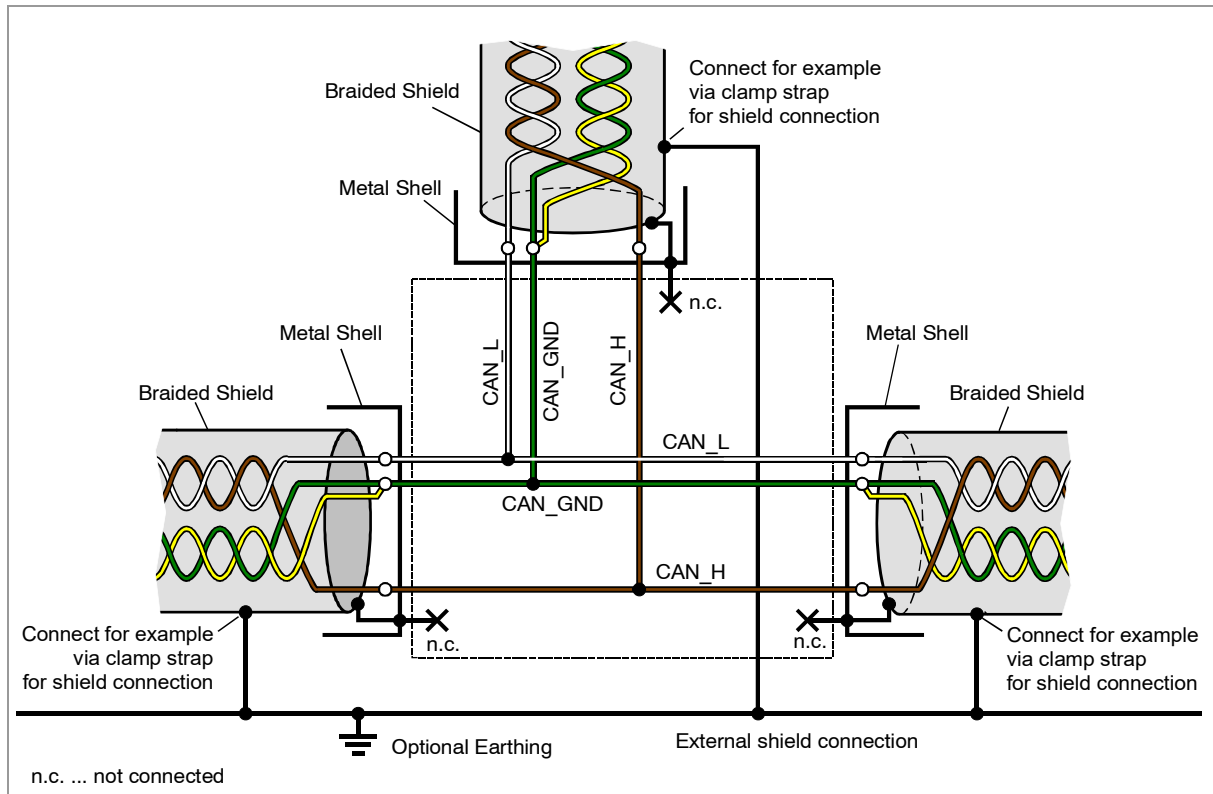 Braided Shield
Connect for example
via clamp strap
for shield connection
Metal Shell
n.c.
Metal Shell
CAN_L
CAN_GND
CAN_H
Metal Shell
Braided Shield
Braided Shield
CAN_L
CAN_GND
CAN_H
n.c.
n.c.
Connect for example
via clamp strap
for shield connection
Connect for example
via clamp strap
for shield connection
Optional Earthing
External shield connection
n.c. ... not connected